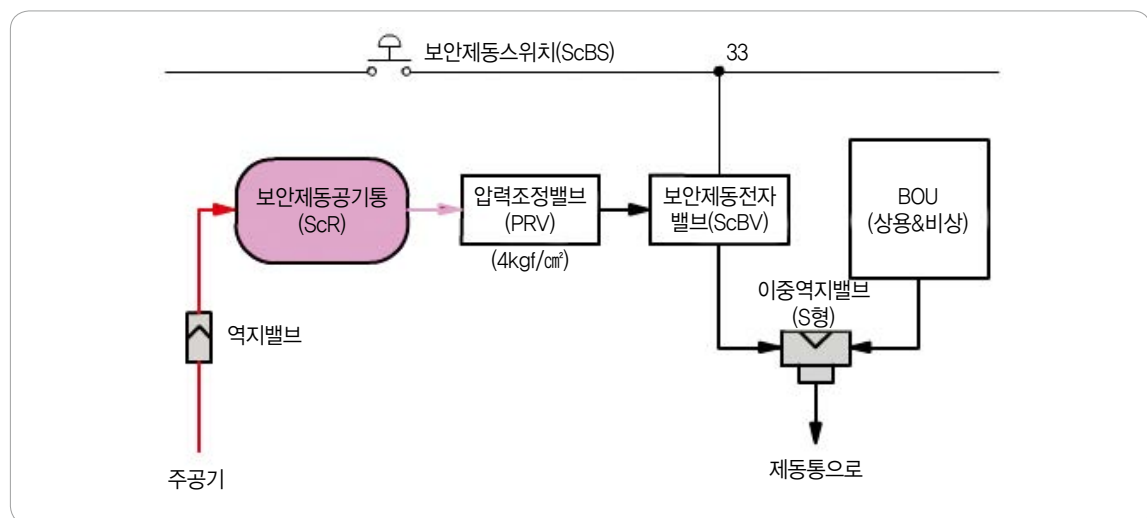 보안제동스위치(ScBS)
33
보안제동공기통
(ScR)
압력조정밸브
(PRV)
(4kgf/㎠)
보안제동전자
밸브(ScBV)
BOU
(상용&비상)
이중역지밸브
(S형)
역지밸브
주공기
제동통으로